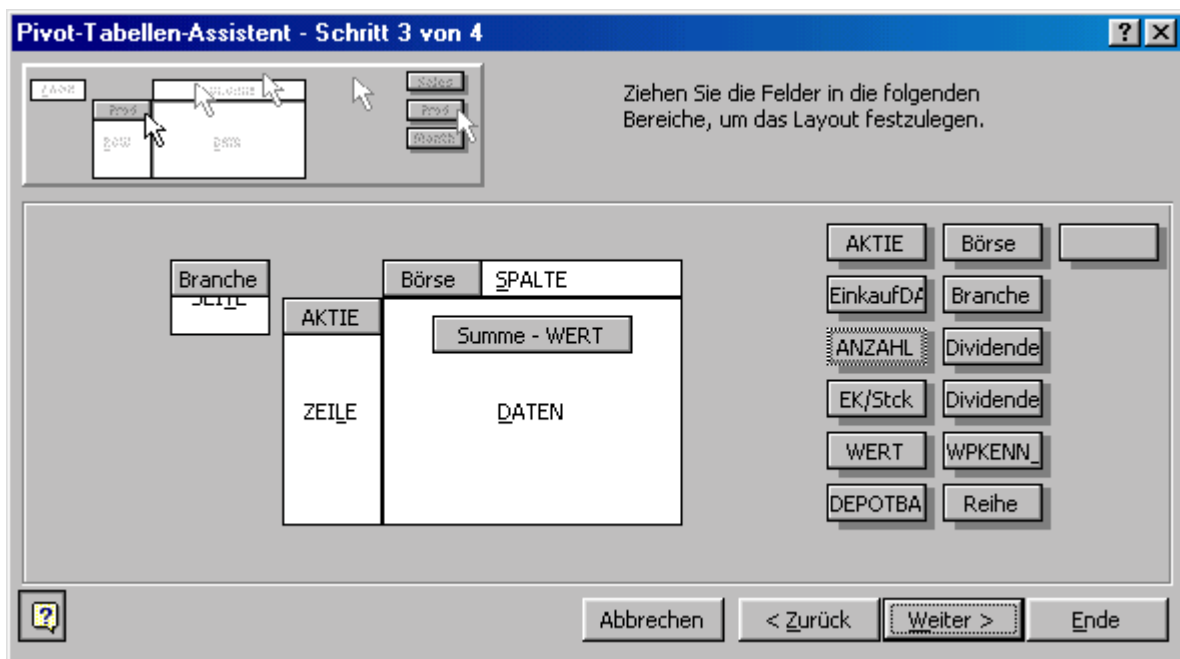 Pivot-Tabellen-Assistent - Schritt 3 von 4
Prod
Prod
Ziehen Sie die Felder in die folgenden
Bereiche, um das Layout festzulegen.
Branche
Börse SPALTE
AKTIE
Summe - WERT
ZEILE
DATEN
AKTIE Börse
EinkaufDA Branche
ANZAHL Dividende
EK/Stck Dividende
WERT WPKENN_
DEPOTBA Reihe
Abbrechen < Zurück Weiter > Ende